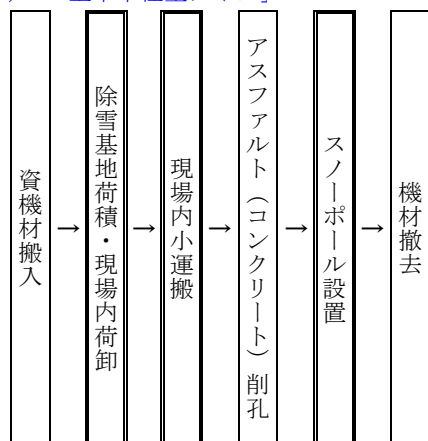 資機材搬入
→
除雪基地荷積・現場内荷卸
→
現場内小運搬
→
アスファルト（コンクリート）削孔
→
スノーポール設置
→
機材撤去